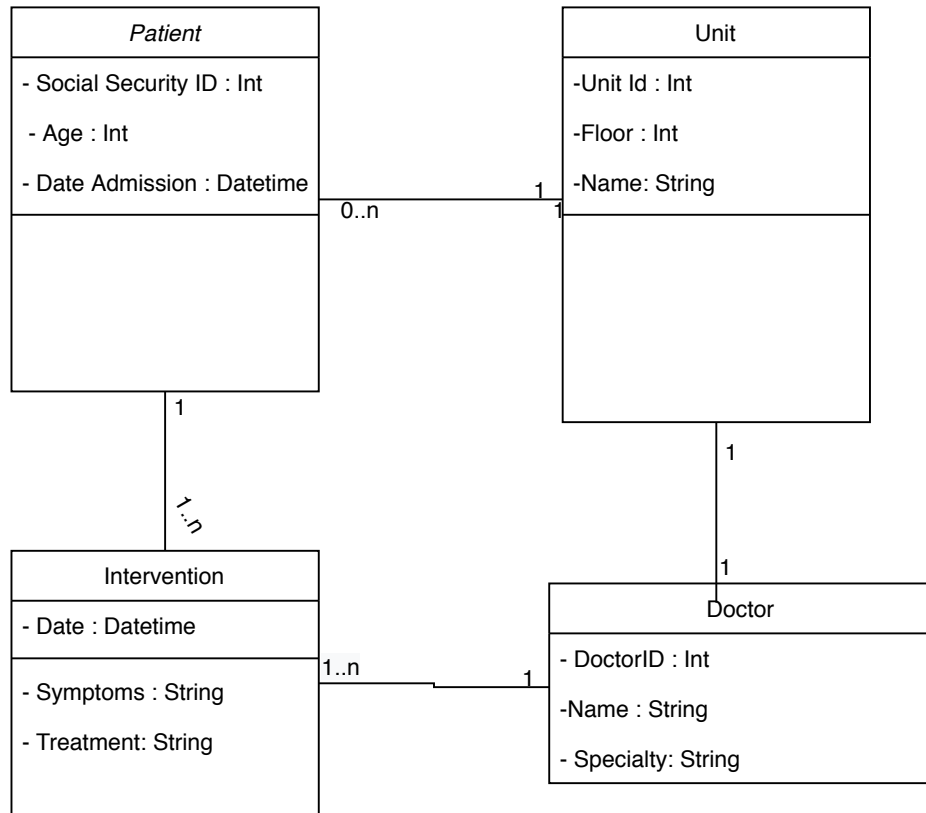 Patient
- Social Security ID : Int
- Age : Int
- Date Admission : Datetime
Unit
-Unit Id : Int
-Floor : Int
-Name: String
0..n
1
1
1
1..n
1
1
Intervention
- Date : Datetime
- Symptoms : String
- Treatment: String
1..n
1
Doctor
- DoctorID : Int
-Name : String
- Specialty: String